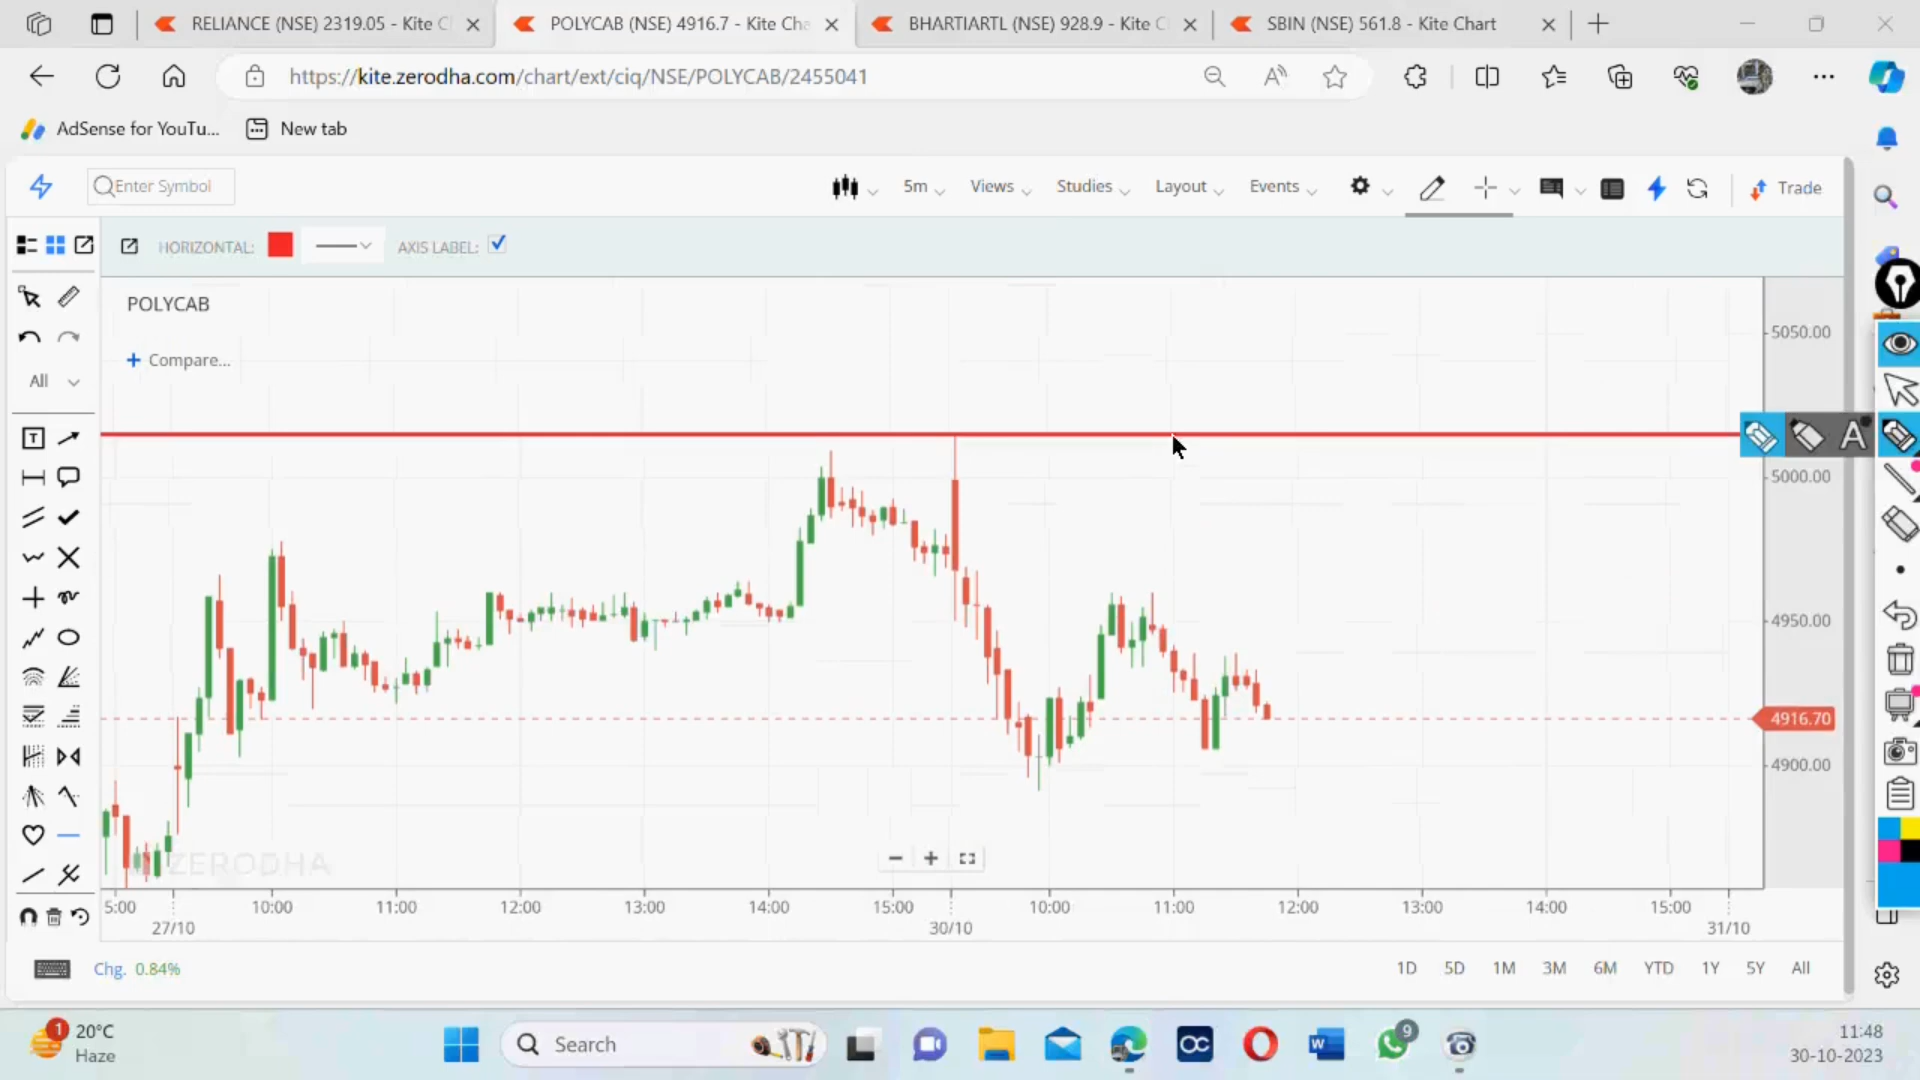 RELIANCE (NSE) 2319.05 - Kite C
POLYCAB (NSE) 4916.7 - Kite Cha
BHARTIARTL (NSE) 928.9 - Kite C
SBIN (NSE) 561.8 - Kite Chart
https://kite.zerodha.com/chart/ext/ciq/NSE/POLYCAB/2455041
AdSense for YouTu...
New tab
Enter Symbol
5m
Views
Studies
Layout
Events
Trade
HORIZONTAL:
AXIS LABEL:
POLYCAB
Compare...
All
5050.00
5000.00
4950.00
4916.70
4900.00
ZERODHA
5:00 10:00 11:00 12:00 13:00 14:00 15:00 10:00 11:00 12:00 13:00 14:00 15:00
27/10 30/10 31/10
Chg. 0.84%
1D 5D 1M 3M 6M YTD 1Y 5Y All
1
20°C
Haze
Search
9
11:48
30-10-2023